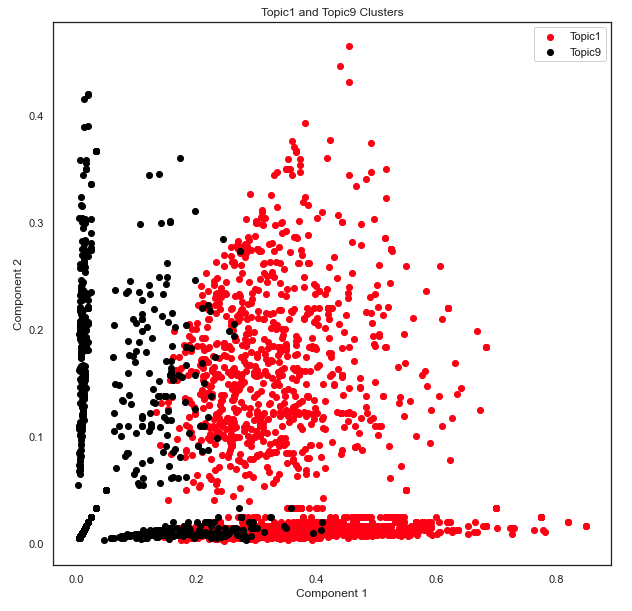 Topic1 and Topic9 Clusters
Topic1
Topic9
Component 2
0.4
0.3
0.2
0.1
0.0
0.0 0.2 0.4 0.6 0.8
Component 1